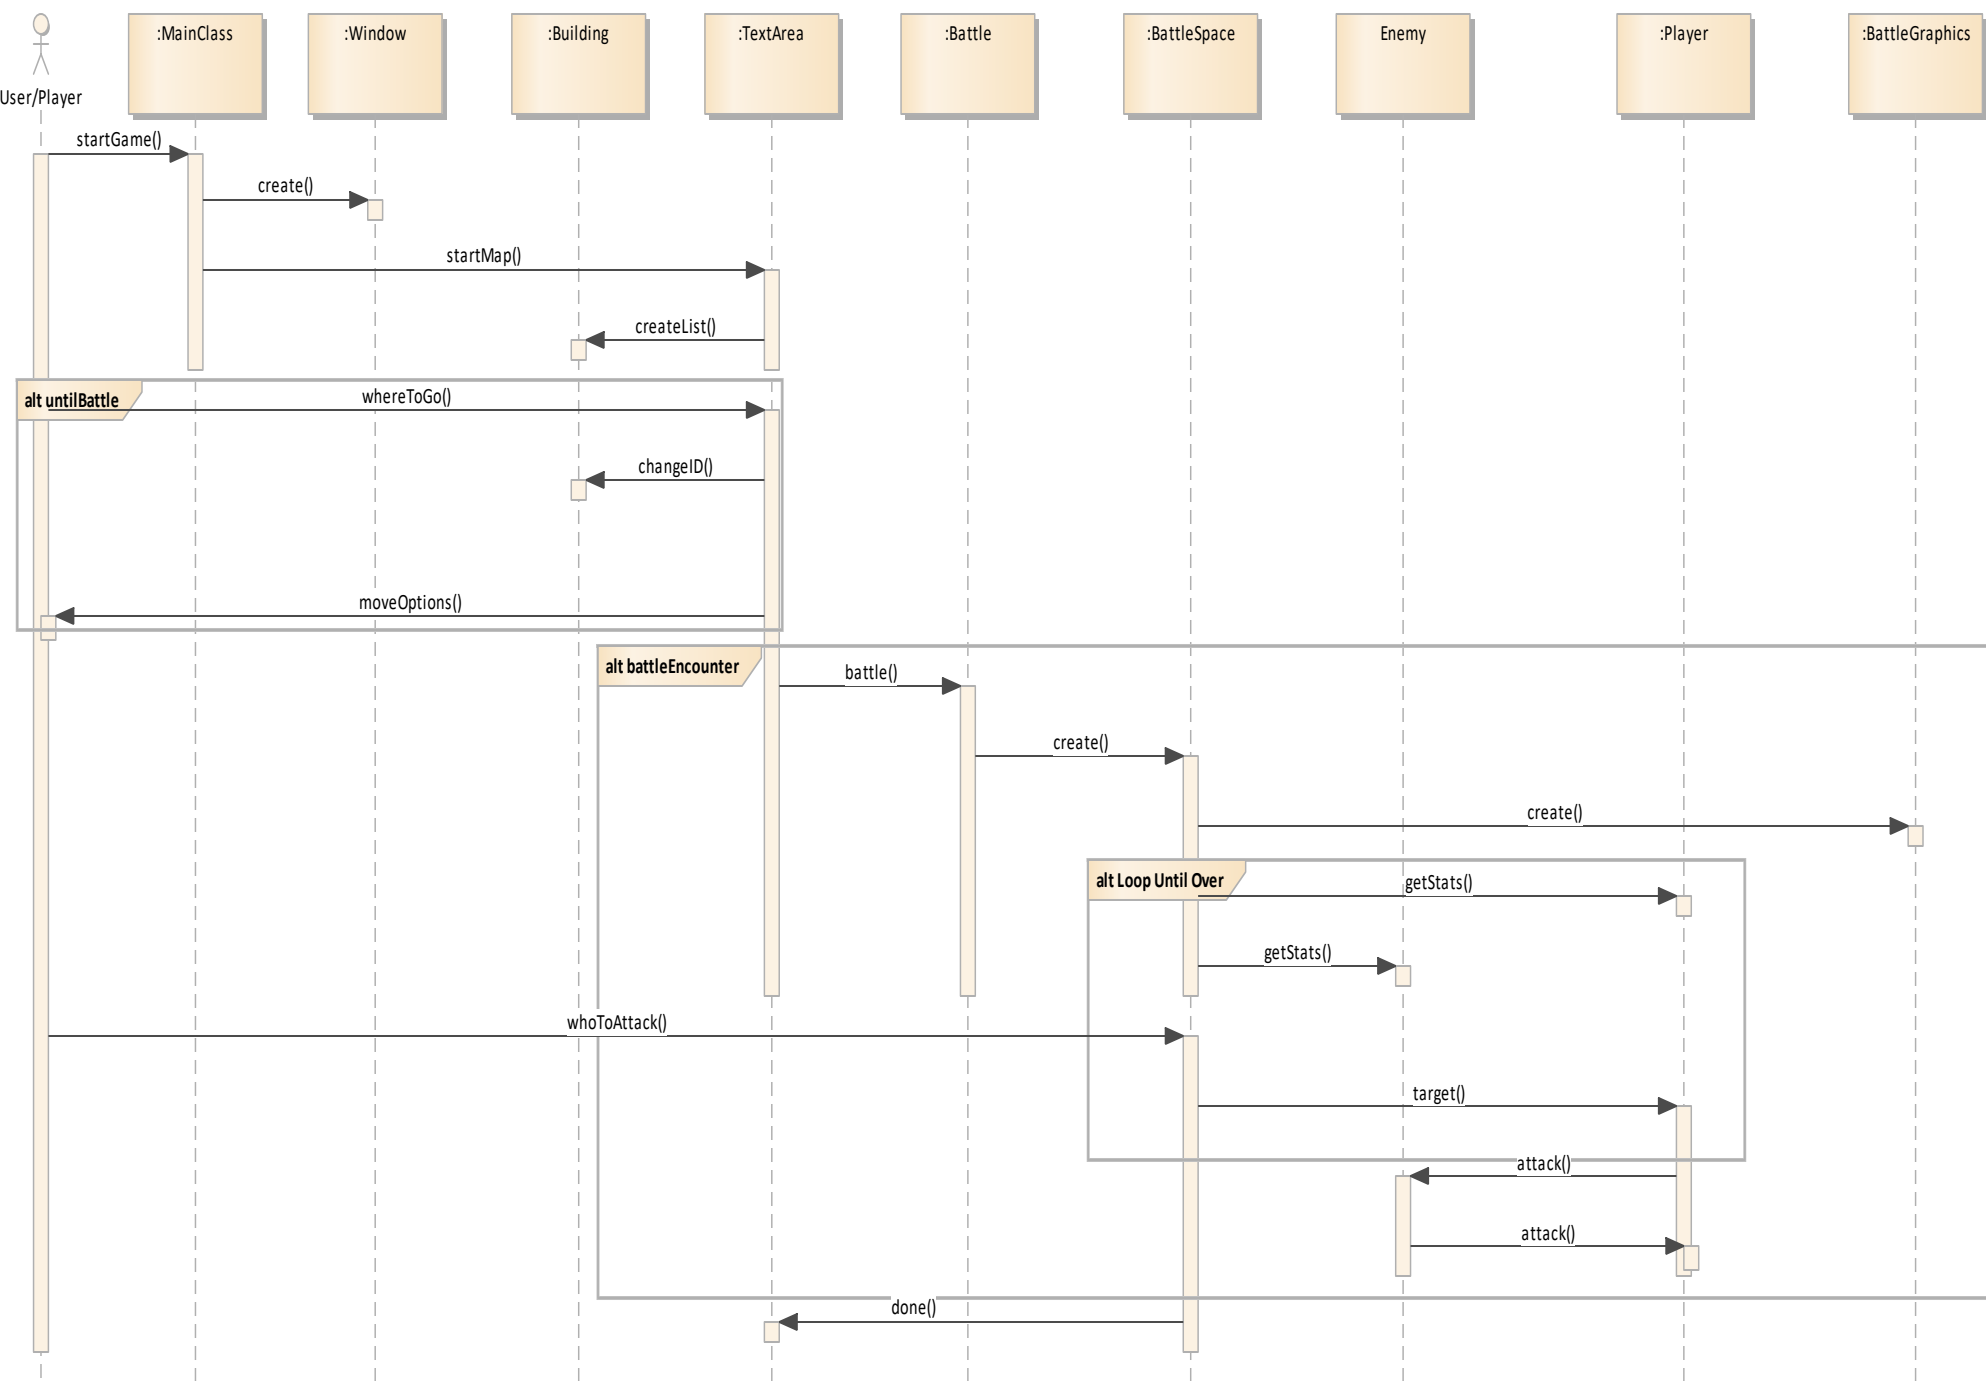 :MainClass
:Window
:Building
:TextArea
:Battle
:BattleSpace
Enemy
:Player
:BattleGraphics
User/Player
startGame()
create()
startMap()
createList()
alt untilBattle
whereToGo()
changeID()
moveOptions()
alt battleEncounter
battle()
create()
create()
alt Loop Until Over
getStats()
getStats()
whoToAttack()
target()
attack()
attack()
done()